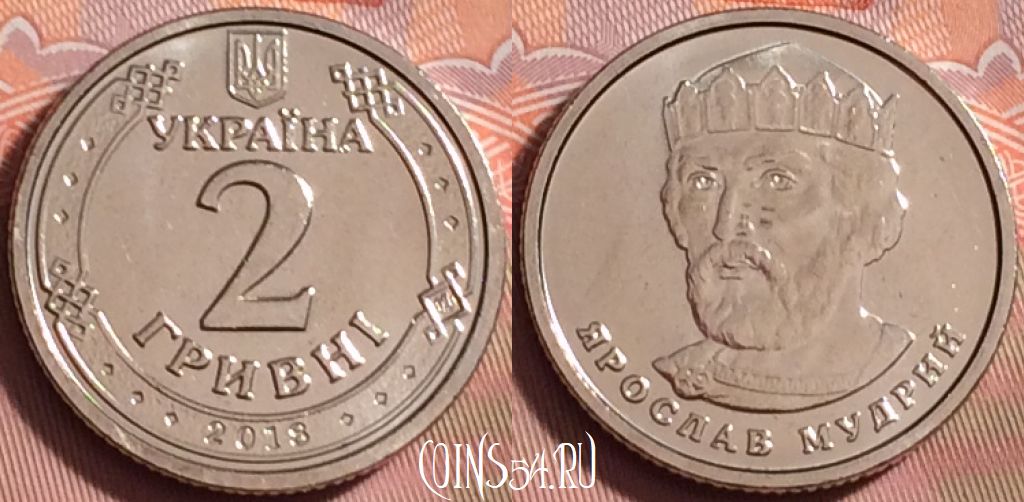 УКРАЇНА
2
ГРИВНІ
2018
ЯРОСЛАВ МУДРИЙ
COINS54.RU